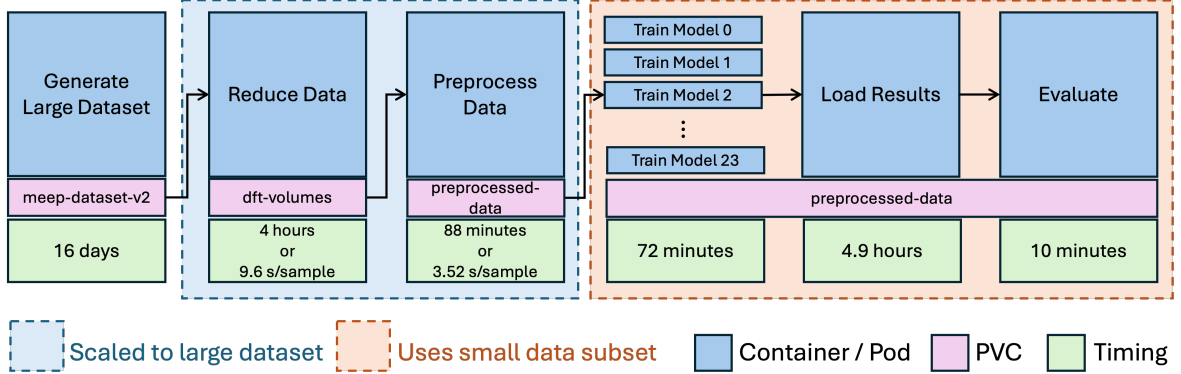 Generate
Large Dataset
meep-dataset-v2
16 days
Reduce Data
dft-volumes
4 hours
or
9.6 s/sample
Preprocess
Data
preprocessed-
data
88 minutes
or
3.52 s/sample
Train Model 0
Train Model 1
Train Model 2
⋮
Train Model 23
Load Results
Evaluate
preprocessed-data
72 minutes
4.9 hours
10 minutes
Scaled to large dataset
Uses small data subset
Container / Pod
PVC
Timing